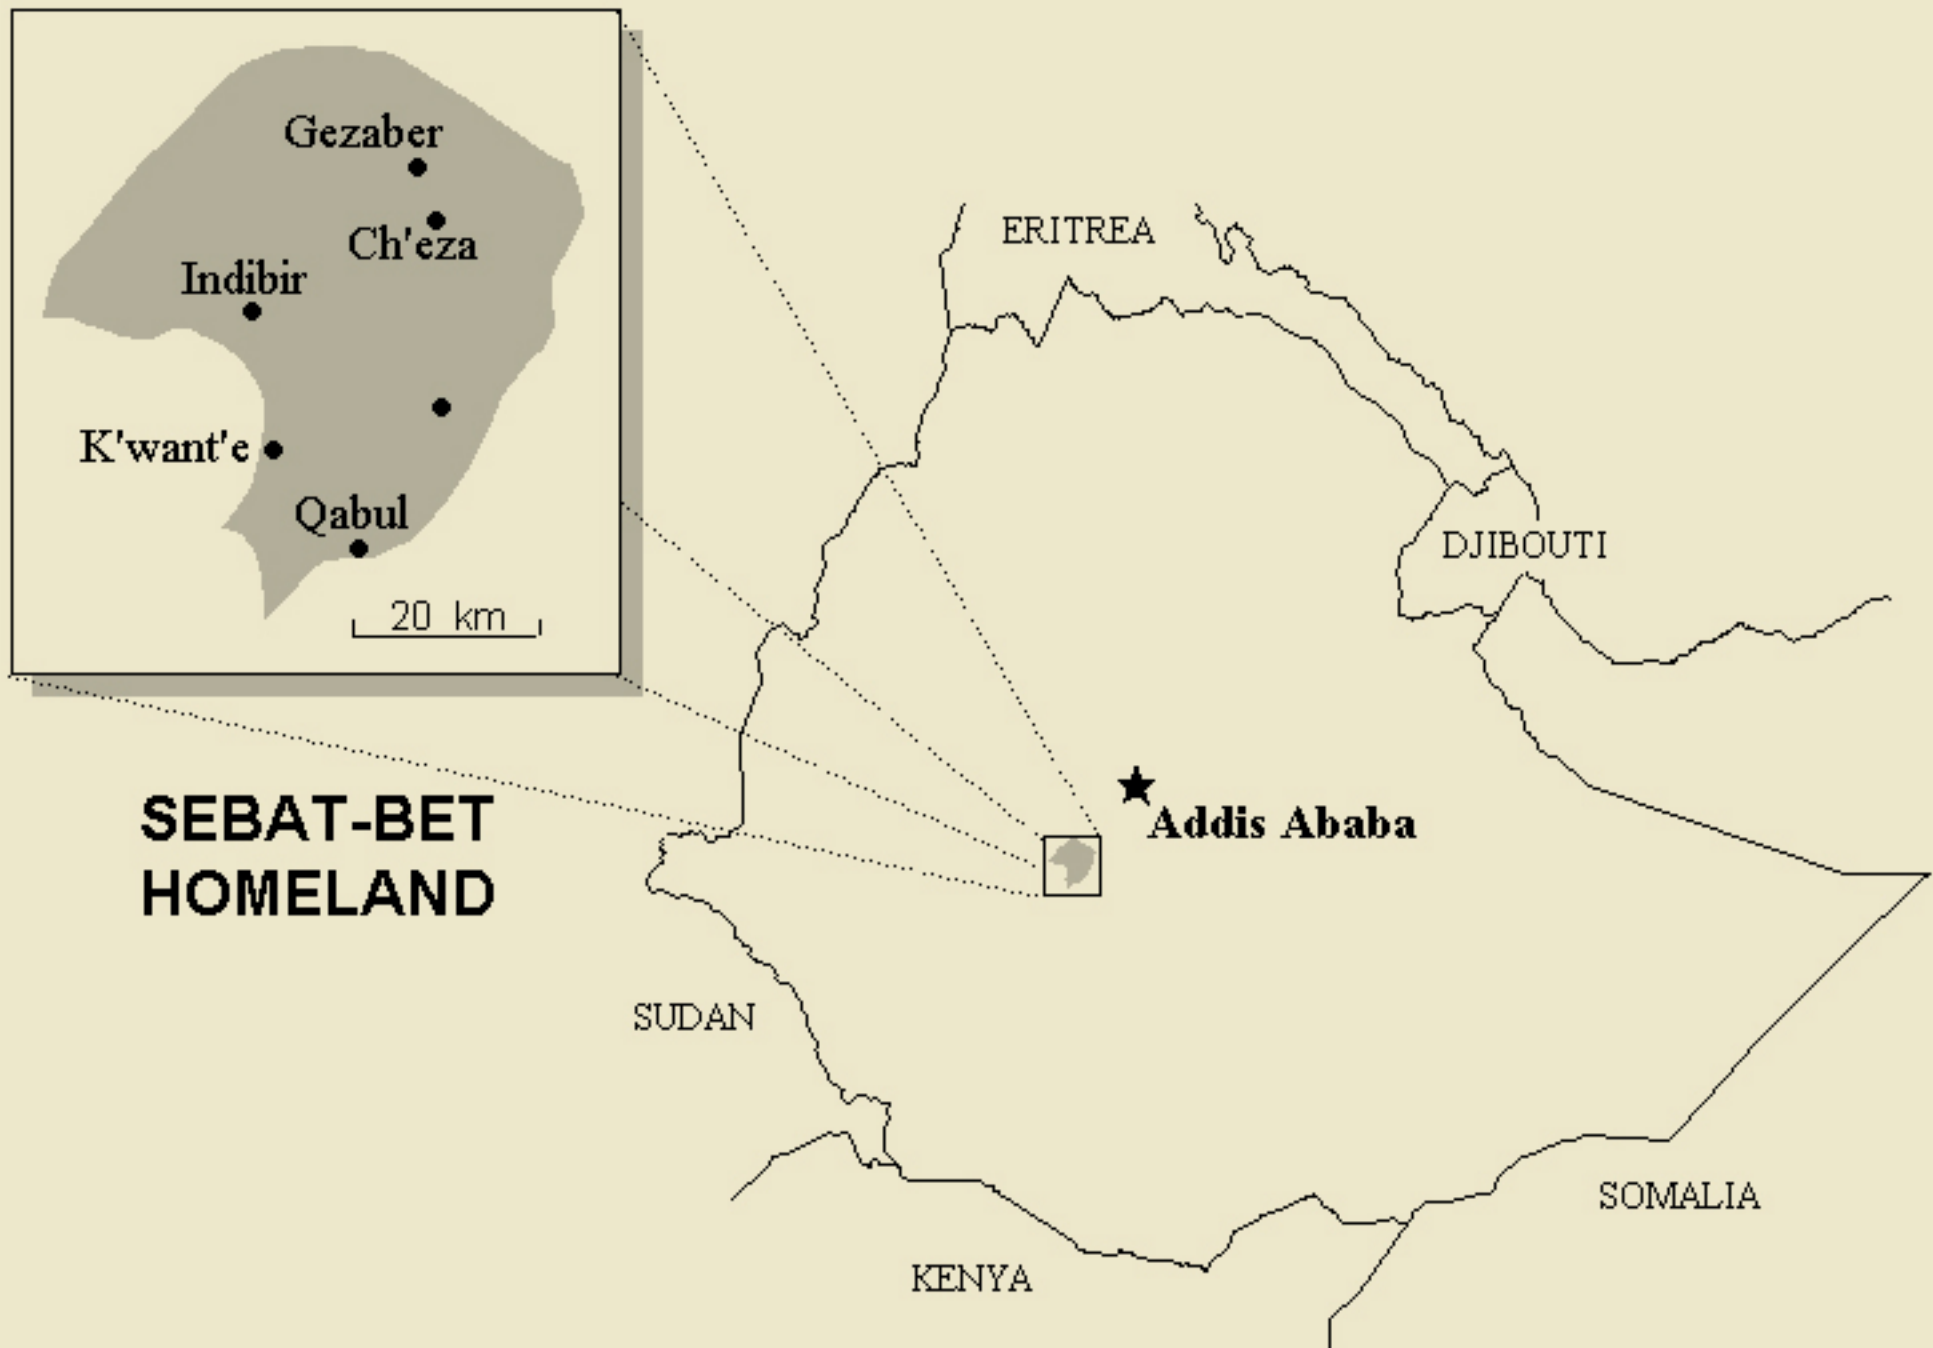 Gezaber
Ch'eza
Indibir
K'want'e
Qabul
20 km
SEBAT-BET
HOMELAND
ERITREA
DJIBOUTI
Addis Ababa
SUDAN
SOMALIA
KENYA